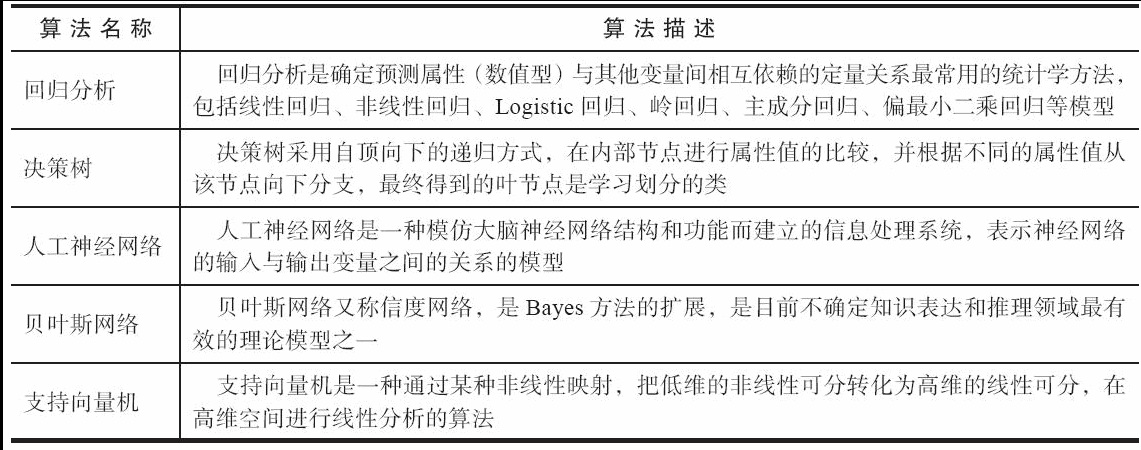 算法名称 算法描述
回归分析
回归分析是确定预测属性（数值型）与其他变量间相互依赖的定量关系最常用的统计学方法，
包括线性回归、非线性回归、Logistic 回归、岭回归、主成分回归、偏最小二乘回归等模型
决策树
决策树采用自顶向下的递归方式，在内部节点进行属性值的比较，并根据不同的属性值从
该节点向下分支，最终得到的叶节点是学习划分的类
人工神经网络
人工神经网络是一种模仿大脑神经网络结构和功能而建立的信息处理系统，表示神经网络
的输入与输出变量之间的关系的模型
贝叶斯网络
贝叶斯网络又称信度网络，是 Bayes 方法的扩展，是目前不确定知识表达和推理领域最有
效的理论模型之一
支持向量机
支持向量机是一种通过某种非线性映射，把低维的非线性可分转化为高维的线性可分，在
高维空间进行线性分析的算法